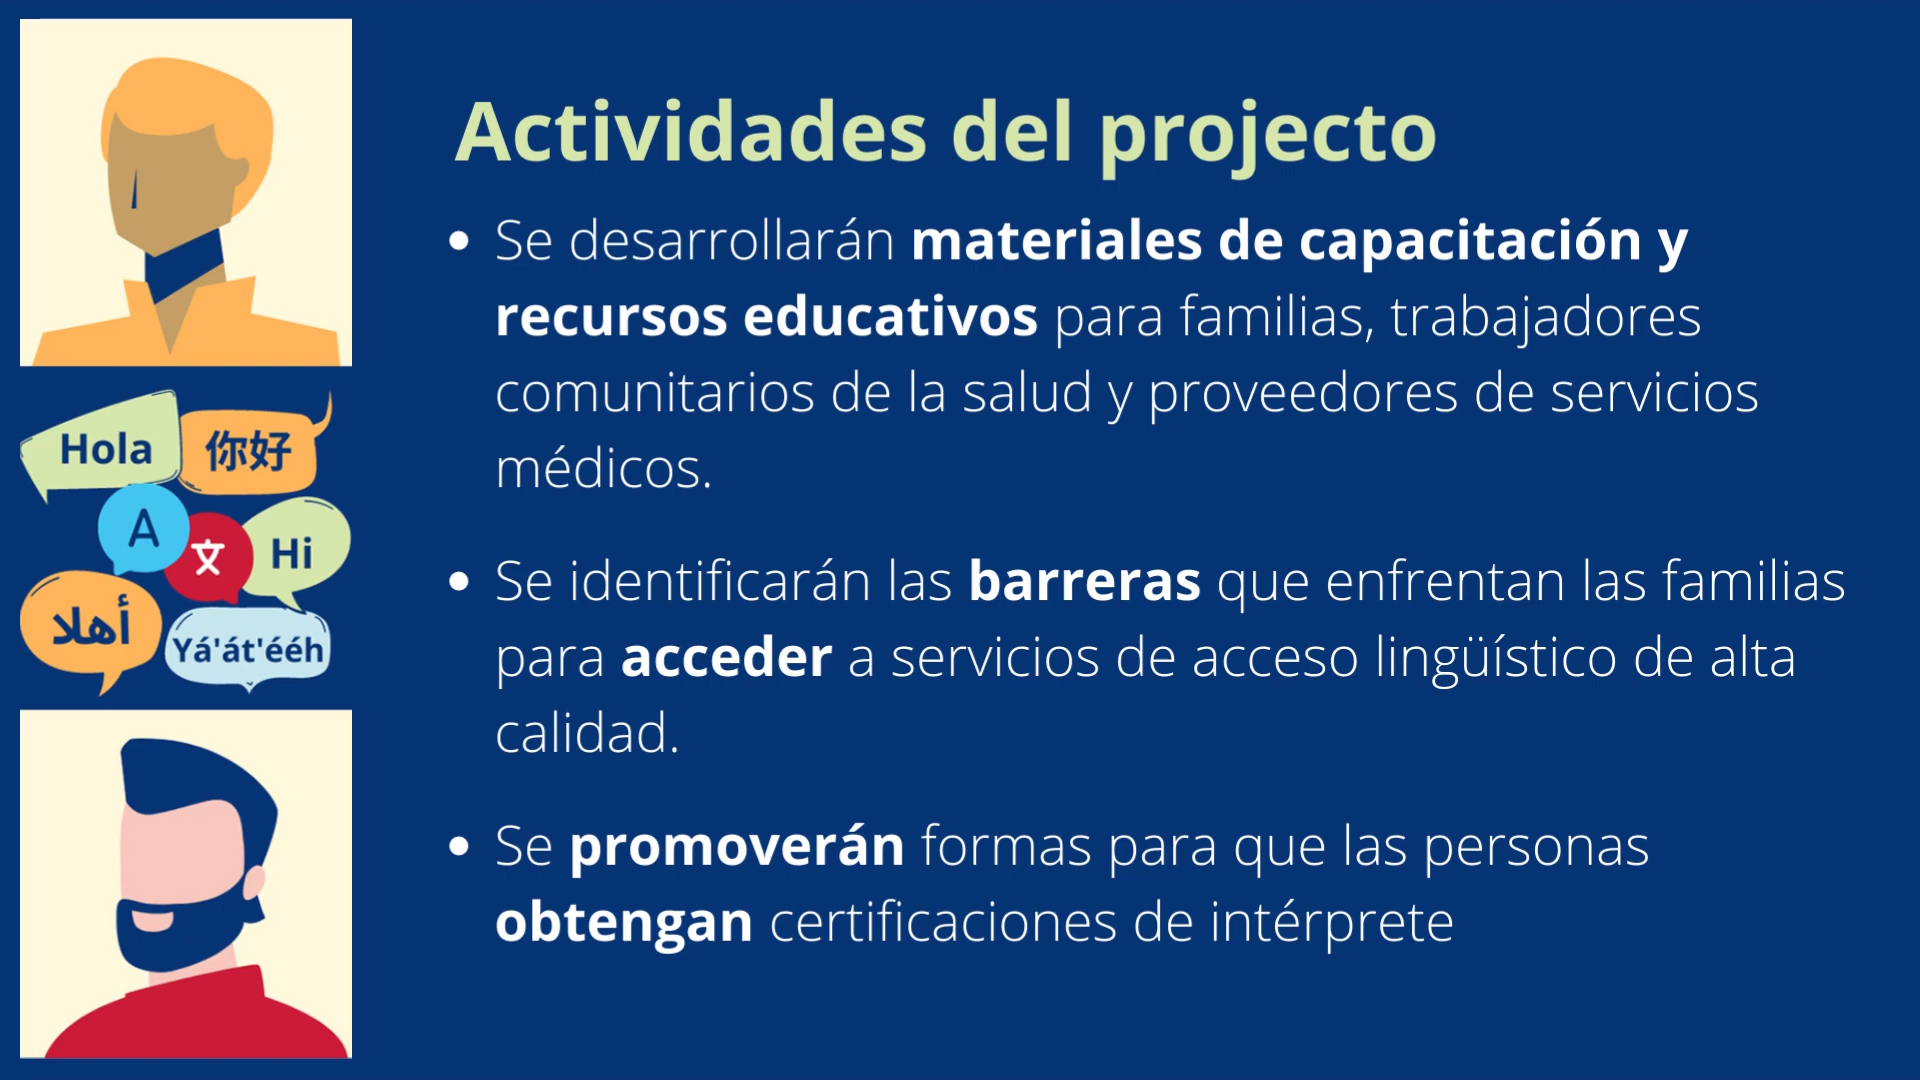 Actividades del projecto
Se desarrollarán materiales de capacitación y
recursos educativos para familias, trabajadores
comunitarios de la salud y proveedores de servicios
médicos.
Se identificarán las barreras que enfrentan las familias
para acceder a servicios de acceso lingüístico de alta
calidad.
Se promoverán formas para que las personas
obtengan certificaciones de intérprete
Hola
你好
A
文
Hi
أهلا
Yá'át'ééh